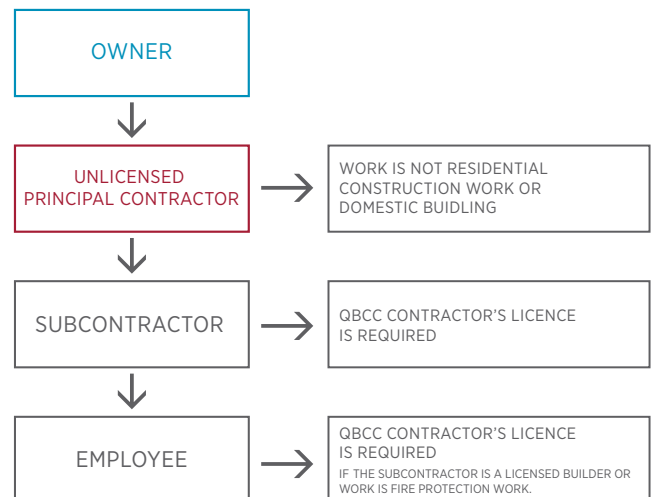 OWNER
UNLICENSED
PRINCIPAL CONTRACTOR
WORK IS NOT RESIDENTIAL
CONSTRUCTION WORK OR
DOMESTIC BUIDLING
SUBCONTRACTOR
QBCC CONTRACTOR'S LICENCE
IS REQUIRED
EMPLOYEE
QBCC CONTRACTOR'S LICENCE
IS REQUIRED
IF THE SUBCONTRACTOR IS A LICENSED BUILDER OR
WORK IS FIRE PROTECTION WORK.